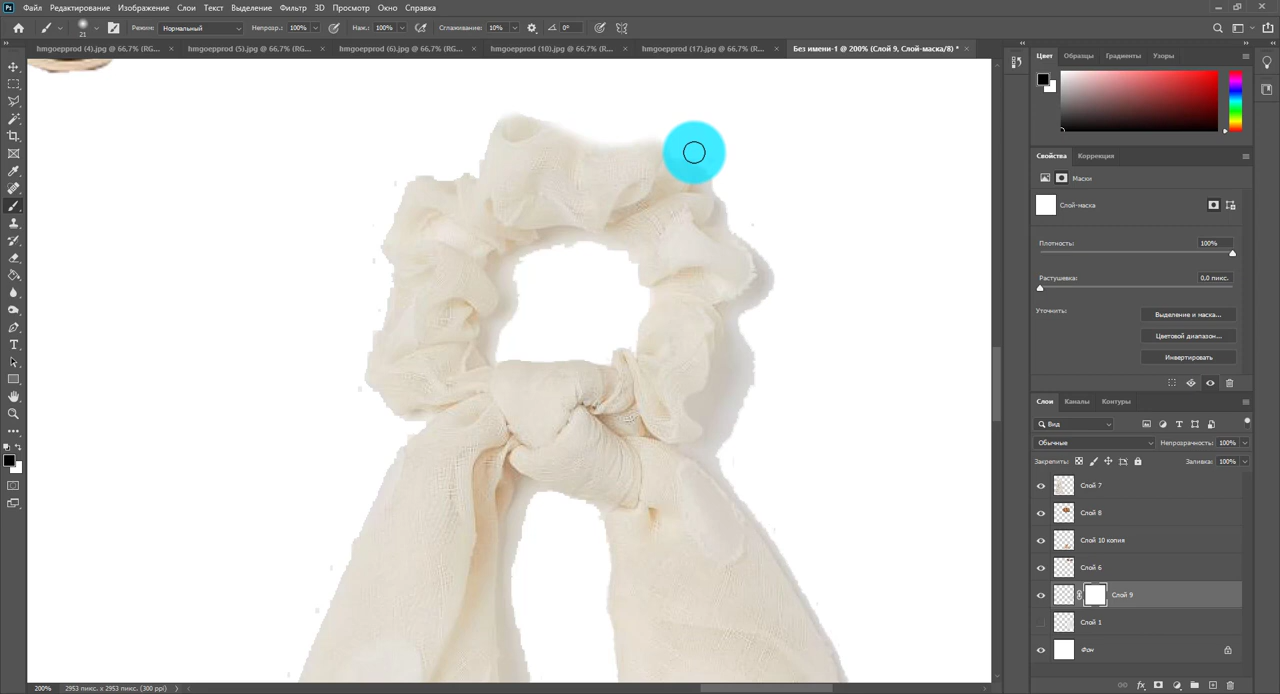 Ps Файл Редактирование Изображение Слои Текст Выделение Фильтр 3D Просмотр Окно Справка
21 Режим: Нормальный Непрозр.: 100% Наж.: 100% Сглаживание: 10% 0°
hmgoepprod (4).jpg @ 66,7% (RG... × hmgoepprod (5).jpg @ 66,7% (RG... × hmgoepprod (6).jpg @ 66,7% (RG... × hmgoepprod (10).jpg @ 66,7% (RG... × hmgoepprod (17).jpg @ 66,7% (RG... × Без имени-1 @ 200% (Слой 9, Слой-маска/8) * ×
Цвет Образцы Градиенты Узоры
Свойства Коррекция
Маски
Слой-маска
Плотность: 100%
Растушевка: 0,0 пикс.
Уточнить: Выделение и маска...
Цветовой диапазон...
Инвертировать
Слои Каналы Контуры
Вид
Обычные Непрозрачность: 100%
Закрепить: Заливка: 100%
Слой 7
Слой 8
Слой 10 копия
Слой 6
Слой 9
Слой 1
Фон
200% 2953 пикс. x 2953 пикс. (300 ppi)